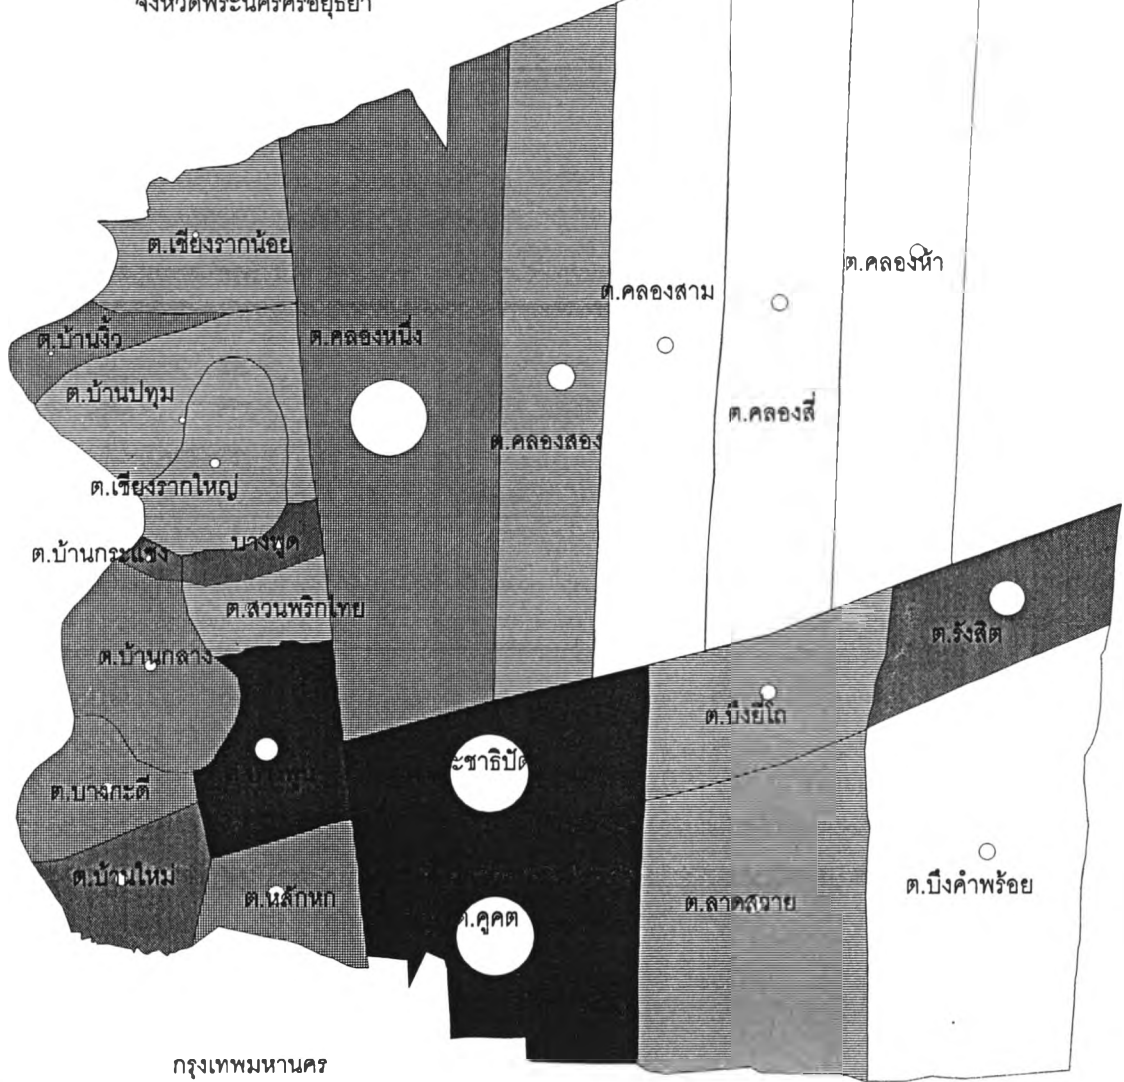 จังหวัดพระนครศรีอยุธยา
ต.เชียงรากน้อย
ต.คลองห้า
ต.คลองสาม
ต.บ้านงิ้ว
ต.คลองหนึ่ง
ต.บ้านปทุม
ต.คลองสี่
ต.คลองสอง
ต.เชียงรากใหญ่
บางพูด
ต.บ้านกระแชง
ต.สวนพริกไทย
ต.รังสิต
ต.บ้านกลาง
ต.บึงยี่โถ
ะชาธิปัต
ต.บางกะดี
ต.บ้านใหม่
ต.บึงคำพร้อย
ต.หลักหก
ต.ลาดสวาย
ต.คูคต
กรุงเทพมหานคร